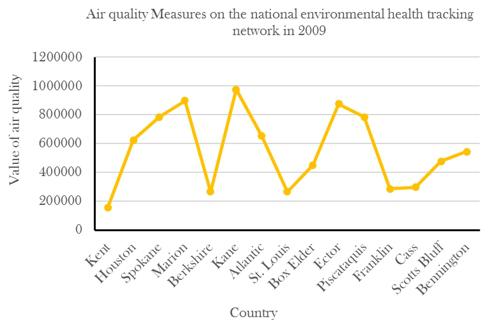 Air quality Measures on the national environmental health tracking
network in 2009
Value of air quality
1200000
1000000
800000
600000
400000
200000
0
Kent
Houston
Spokane
Marion
Berkshire
Kane
Atlantic
St. Louis
Box Elder
Ector
Piscataquis
Franklin
Cass
Scotts Bluff
Bennington
Country